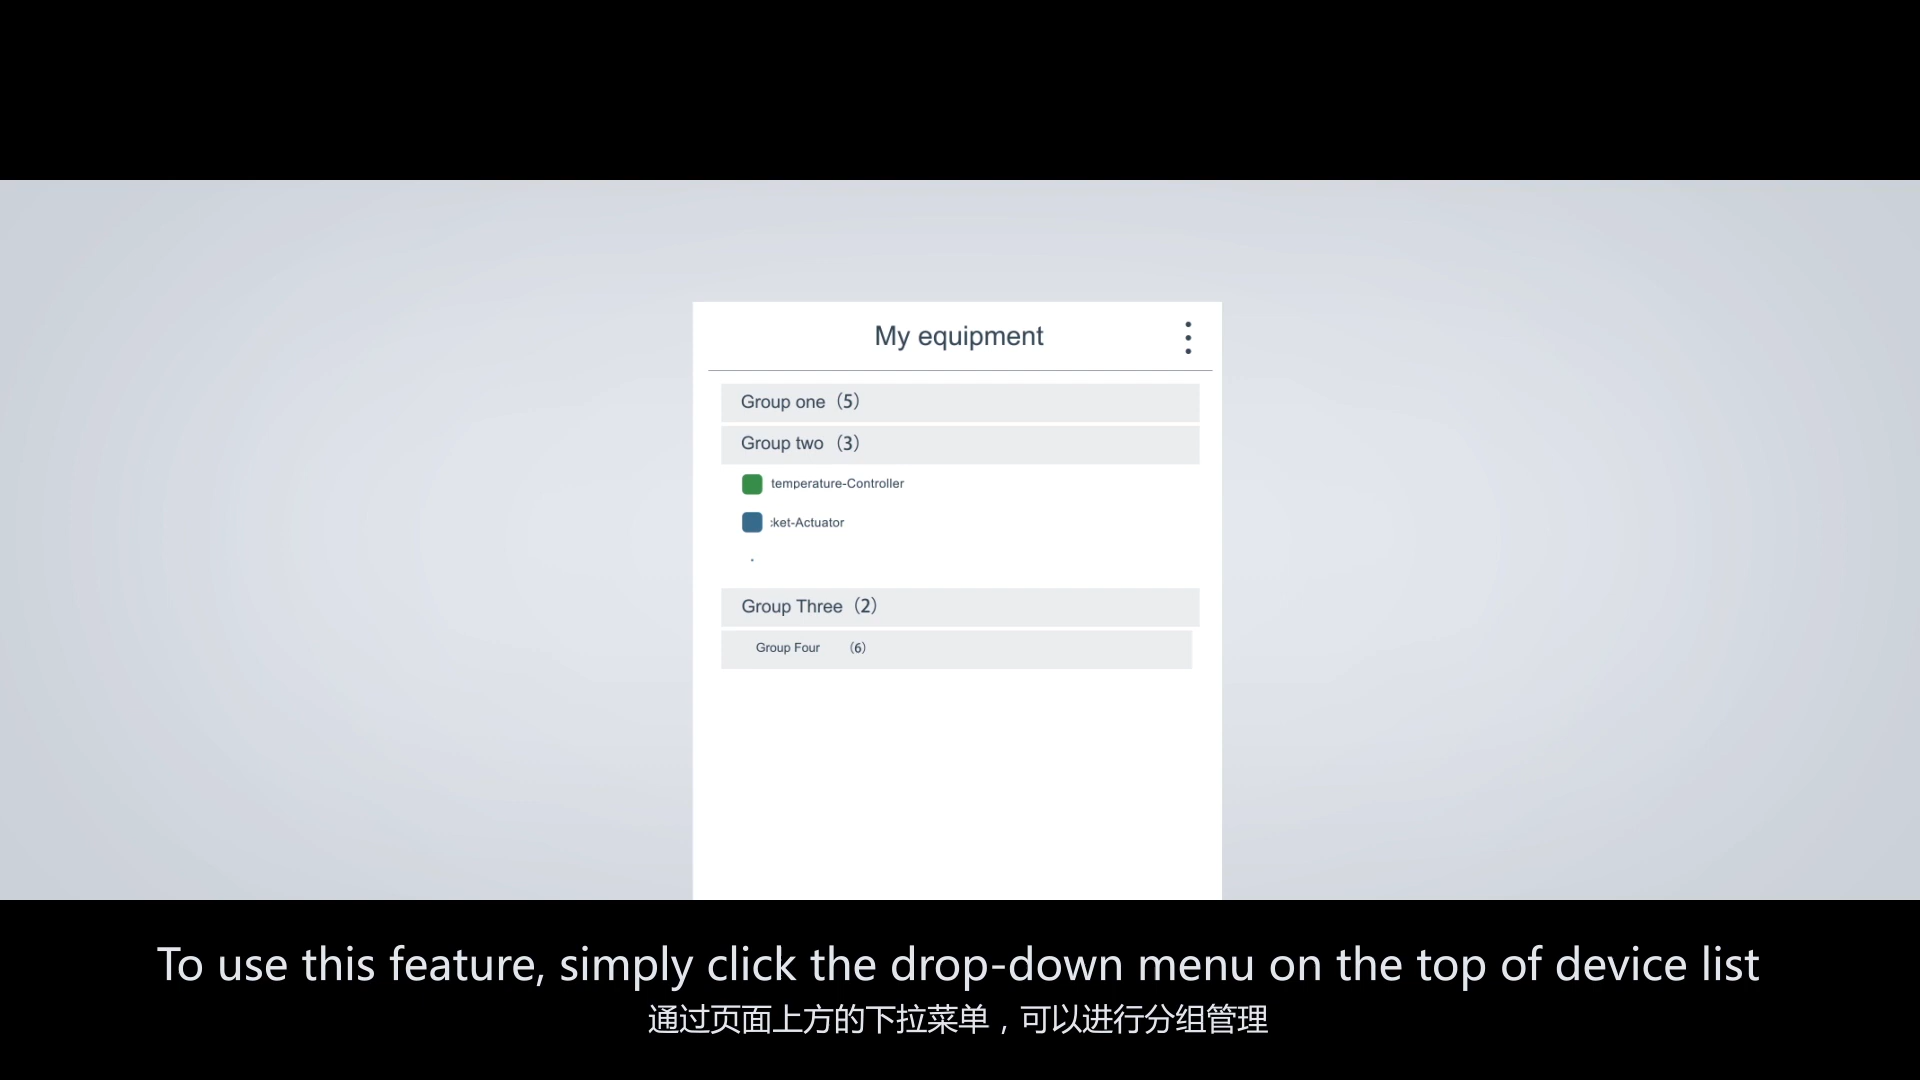 My equipment
Group one（5）
Group two（3）
temperature-Controller
ket-Actuator
Group Three（2）
Group Four （6）
To use this feature, simply click the drop-down menu on the top of device list
通过页面上方的下拉菜单，可以进行分组管理